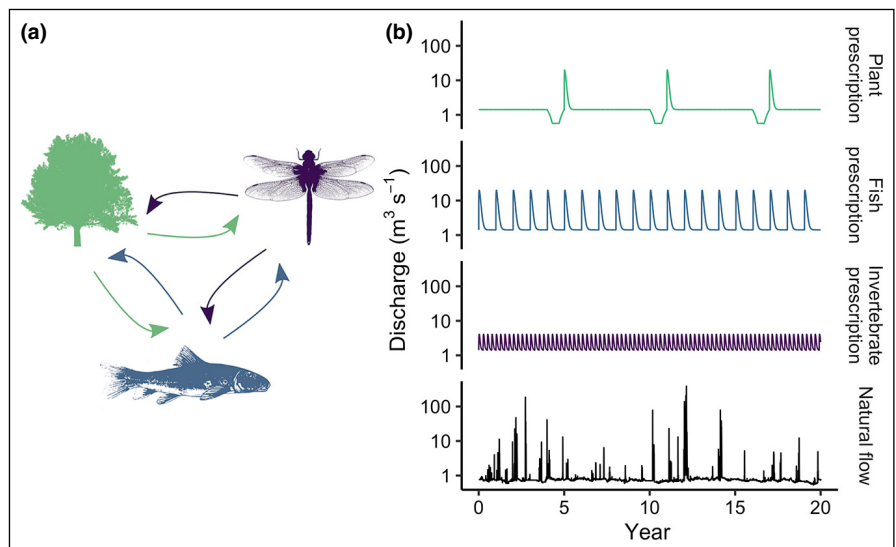 (a)
(b)
Discharge (m³ s⁻¹)
100
10
1
Plant
prescription
100
10
1
Fish
prescription
100
10
1
Invertebrate
prescription
100
10
1
Natural flow
0
5
10
15
20
Year